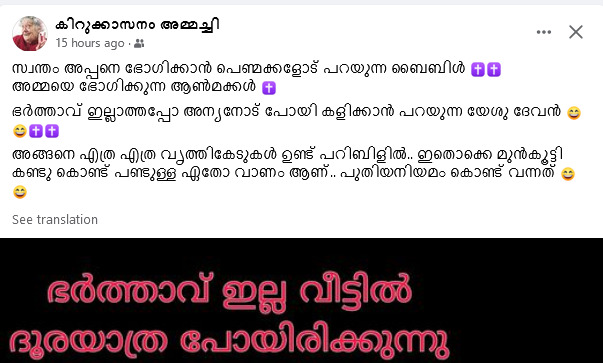 കിറുക്കാസനം അമ്മച്ചി
15 hours ago ·
സ്വന്തം അപ്പനെ ഭോഗിക്കാൻ പെണ്മക്കളോട് പറയുന്ന ബൈബിൾ ✝️✝️
അമ്മയെ ഭോഗിക്കുന്ന ആൺമക്കൾ ✝️
ഭർത്താവ് ഇല്ലാത്തപ്പോ അന്യനോട് പോയി കളിക്കാൻ പറയുന്ന യേശു ദേവൻ 😄
😄✝️✝️
അങ്ങനെ എത്ര എത്ര വൃത്തികേടുകൾ ഉണ്ട് പറിബിളിൽ.. ഇതൊക്കെ മുൻകൂട്ടി
കണ്ടു കൊണ്ട് പണ്ടുള്ള ഏതോ വാണം ആണ്.. പുതിയനിയമം കൊണ്ട് വന്നത് 😄
😄
See translation
ഭർത്താവ് ഇല്ല വീട്ടിൽ
ദൂരയാത്ര പോയിരിക്കുന്നു